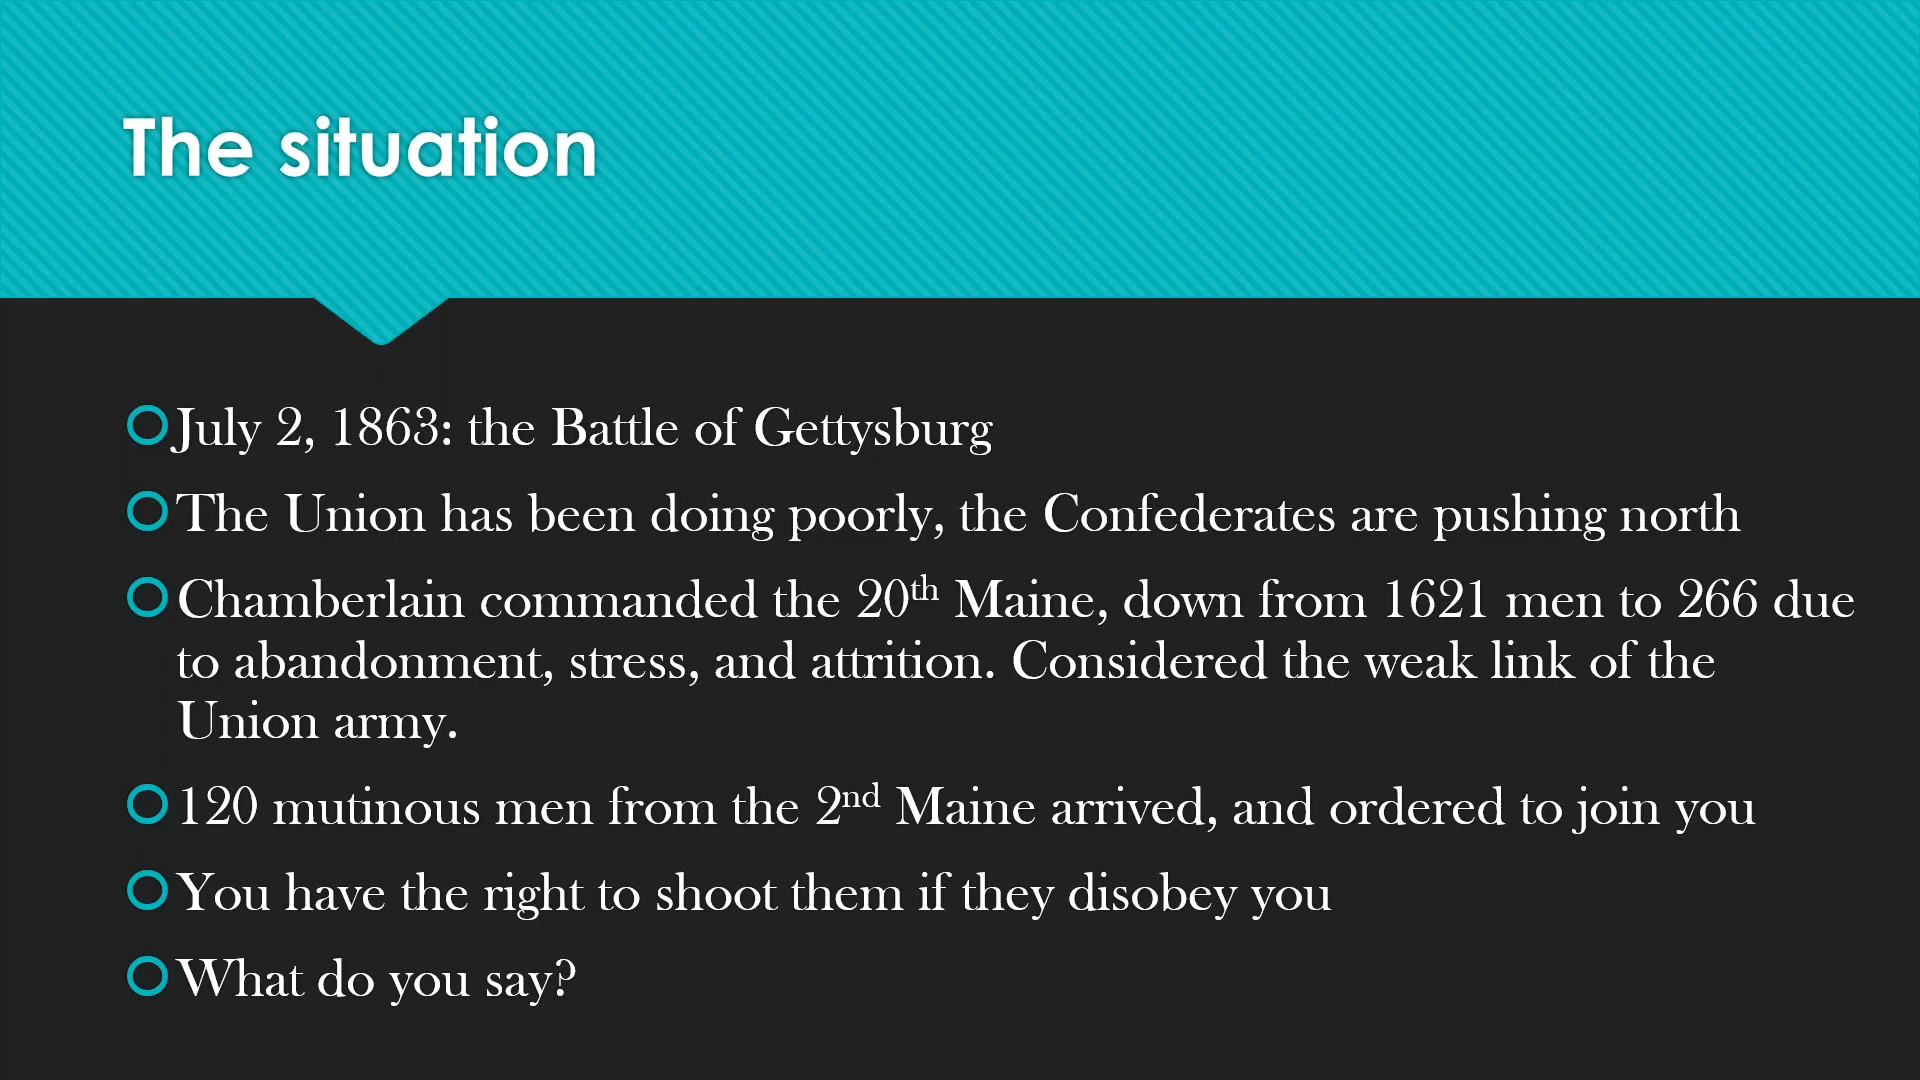 The situation
July 2, 1863: the Battle of Gettysburg
The Union has been doing poorly, the Confederates are pushing north
Chamberlain commanded the 20th Maine, down from 1621 men to 266 due
to abandonment, stress, and attrition. Considered the weak link of the
Union army.
120 mutinous men from the 2nd Maine arrived, and ordered to join you
You have the right to shoot them if they disobey you
What do you say?